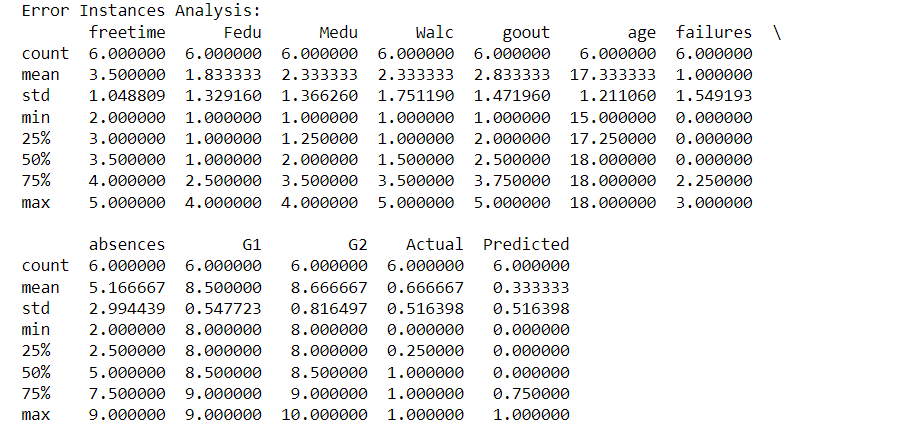 Error Instances Analysis:
freetime Fedu Medu Walc goout age failures \
count 6.000000 6.000000 6.000000 6.000000 6.000000 6.000000 6.000000
mean 3.500000 1.833333 2.333333 2.333333 2.833333 17.333333 1.000000
std 1.048809 1.329160 1.366260 1.751190 1.471960 1.211060 1.549193
min 2.000000 1.000000 1.000000 1.000000 1.000000 15.000000 0.000000
25% 3.000000 1.000000 1.250000 1.000000 2.000000 17.250000 0.000000
50% 3.500000 1.000000 2.000000 1.500000 2.500000 18.000000 0.000000
75% 4.000000 2.500000 3.500000 3.500000 3.750000 18.000000 2.250000
max 5.000000 4.000000 4.000000 5.000000 5.000000 18.000000 3.000000
absences G1 G2 Actual Predicted
count 6.000000 6.000000 6.000000 6.000000 6.000000
mean 5.166667 8.500000 8.666667 0.666667 0.333333
std 2.994439 0.547723 0.816497 0.516398 0.516398
min 2.000000 8.000000 8.000000 0.000000 0.000000
25% 2.500000 8.000000 8.000000 0.250000 0.000000
50% 5.000000 8.500000 8.500000 1.000000 0.000000
75% 7.500000 9.000000 9.000000 1.000000 0.750000
max 9.000000 9.000000 10.000000 1.000000 1.000000